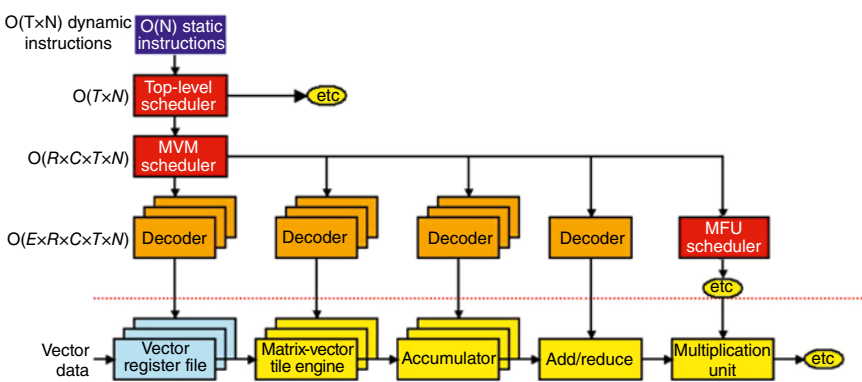 O(T×N) dynamic
instructions
O(N) static
instructions
O(T×N)
Top-level
scheduler
etc
O(R×C×T×N)
MVM
scheduler
O(E×R×C×T×N)
Decoder
Decoder
Decoder
Decoder
MFU
scheduler
etc
Vector
data
Vector
register file
Matrix-vector
tile engine
Accumulator
Add/reduce
Multiplication
unit
etc